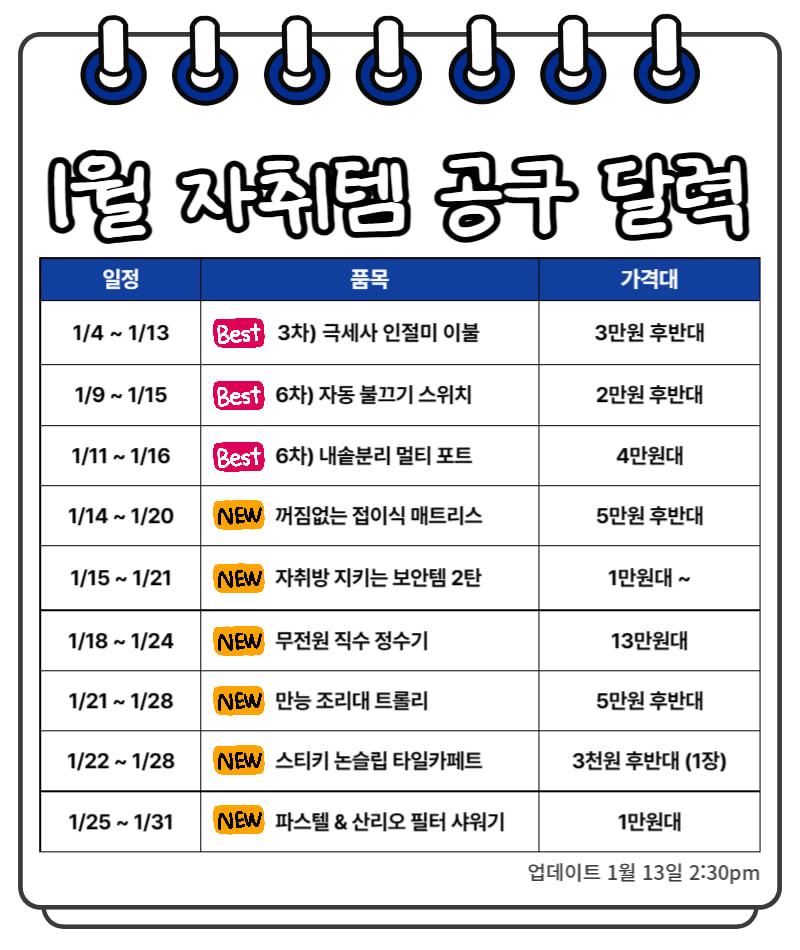 1월 자취템 공구 달력
일정 품목 가격대
1/4 ~ 1/13 Best 3차) 극세사 인절미 이불 3만원 후반대
1/9 ~ 1/15 Best 6차) 자동 불끄기 스위치 2만원 후반대
1/11 ~ 1/16 Best 6차) 내솥분리 멀티 포트 4만원대
1/14 ~ 1/20 NEW 꺼짐없는 접이식 매트리스 5만원 후반대
1/15 ~ 1/21 NEW 자취방 지키는 보안템 2탄 1만원대 ~
1/18 ~ 1/24 NEW 무전원 직수 정수기 13만원대
1/21 ~ 1/28 NEW 만능 조리대 트롤리 5만원 후반대
1/22 ~ 1/28 NEW 스티키 논슬립 타일카페트 3천원 후반대 (1장)
1/25 ~ 1/31 NEW 파스텔 & 산리오 필터 샤워기 1만원대
업데이트 1월 13일 2:30pm